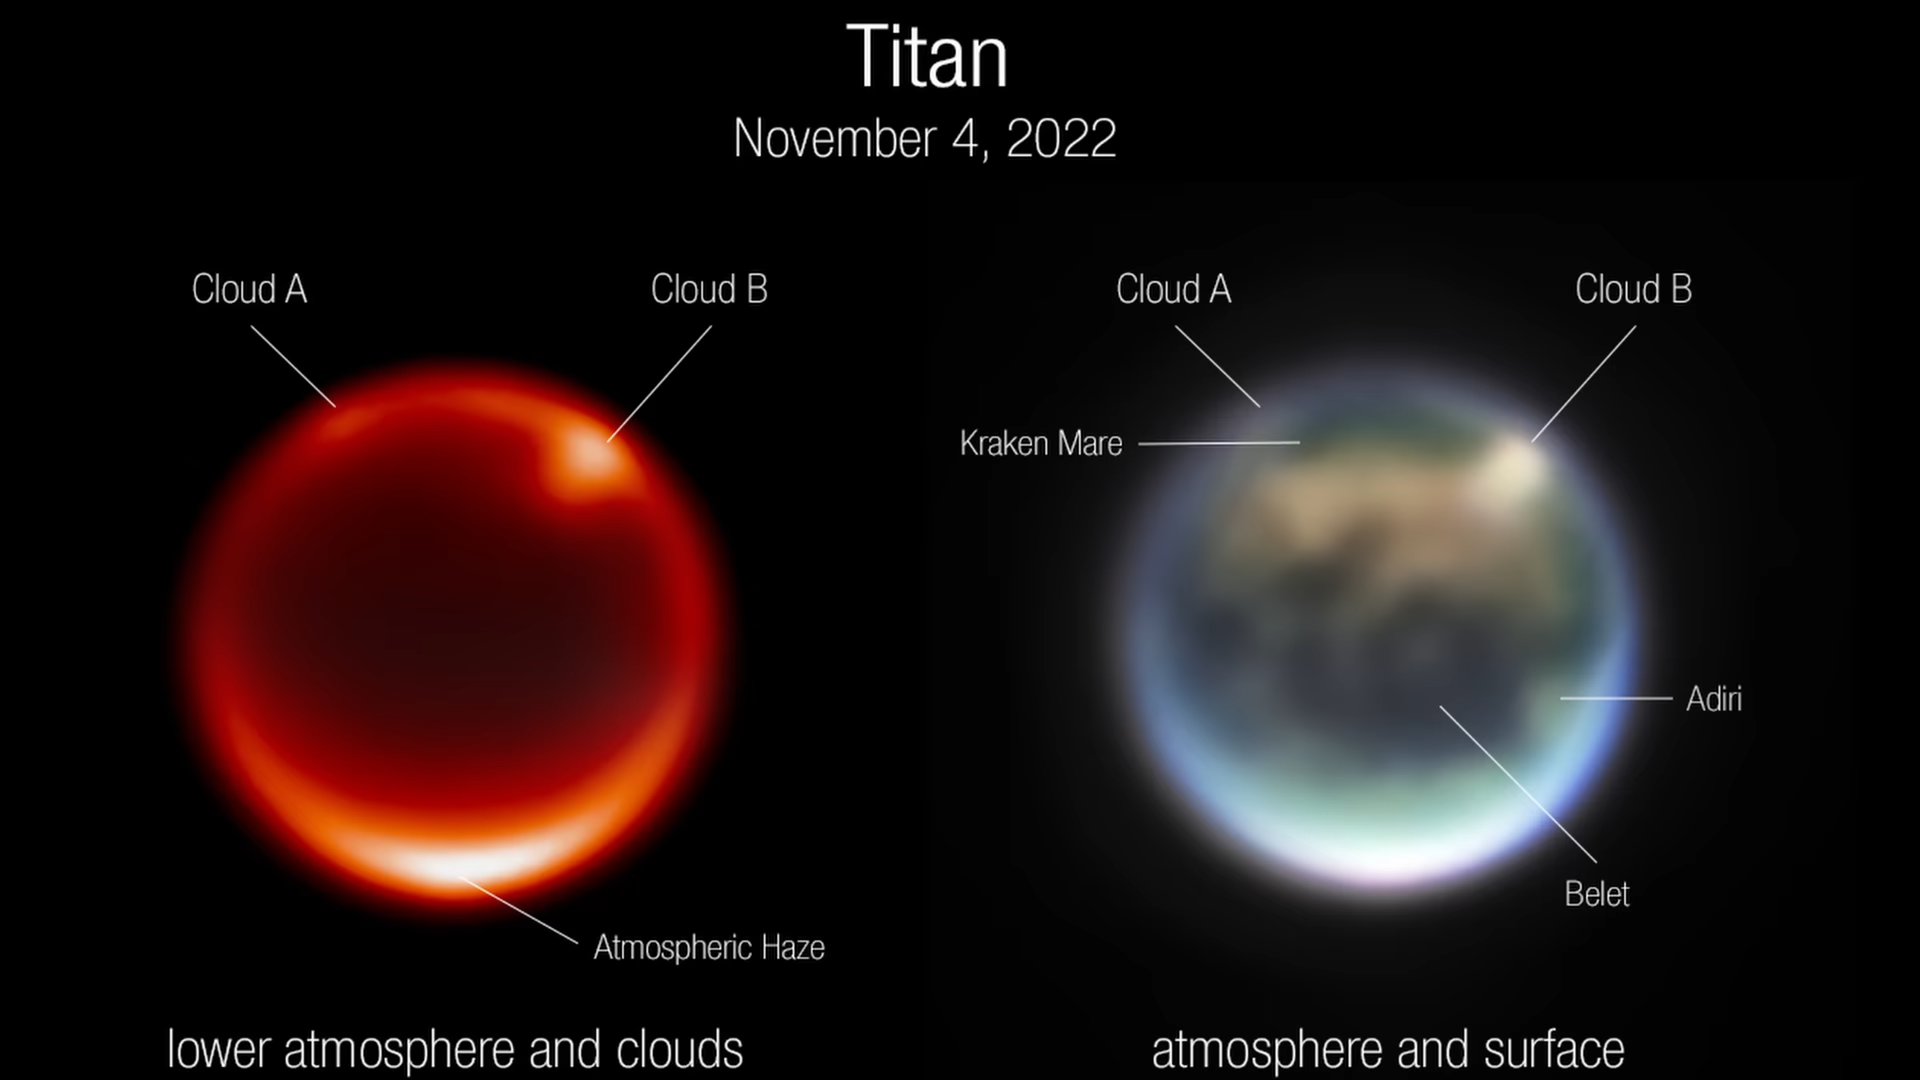 Titan
November 4, 2022
Cloud A
Cloud B
Atmospheric Haze
lower atmosphere and clouds
Cloud A
Cloud B
Kraken Mare
Adiri
Belet
atmosphere and surface